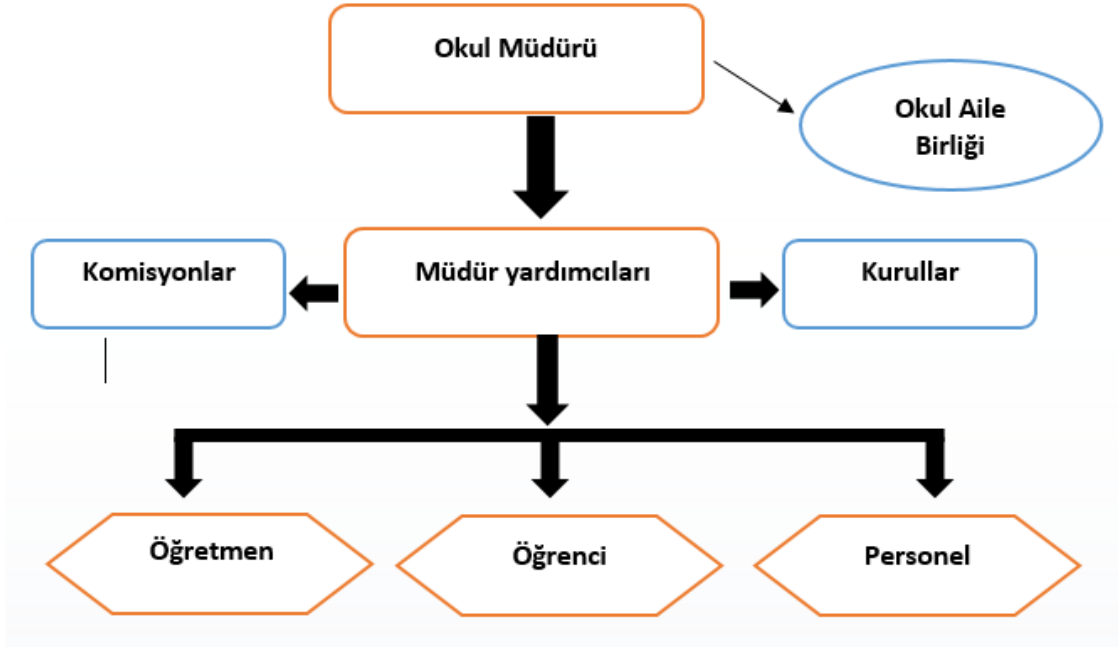 Okul Müdürü
Okul Aile
Birliği
Komisyonlar
Müdür yardımcıları
Kurullar
Öğretmen
Öğrenci
Personel